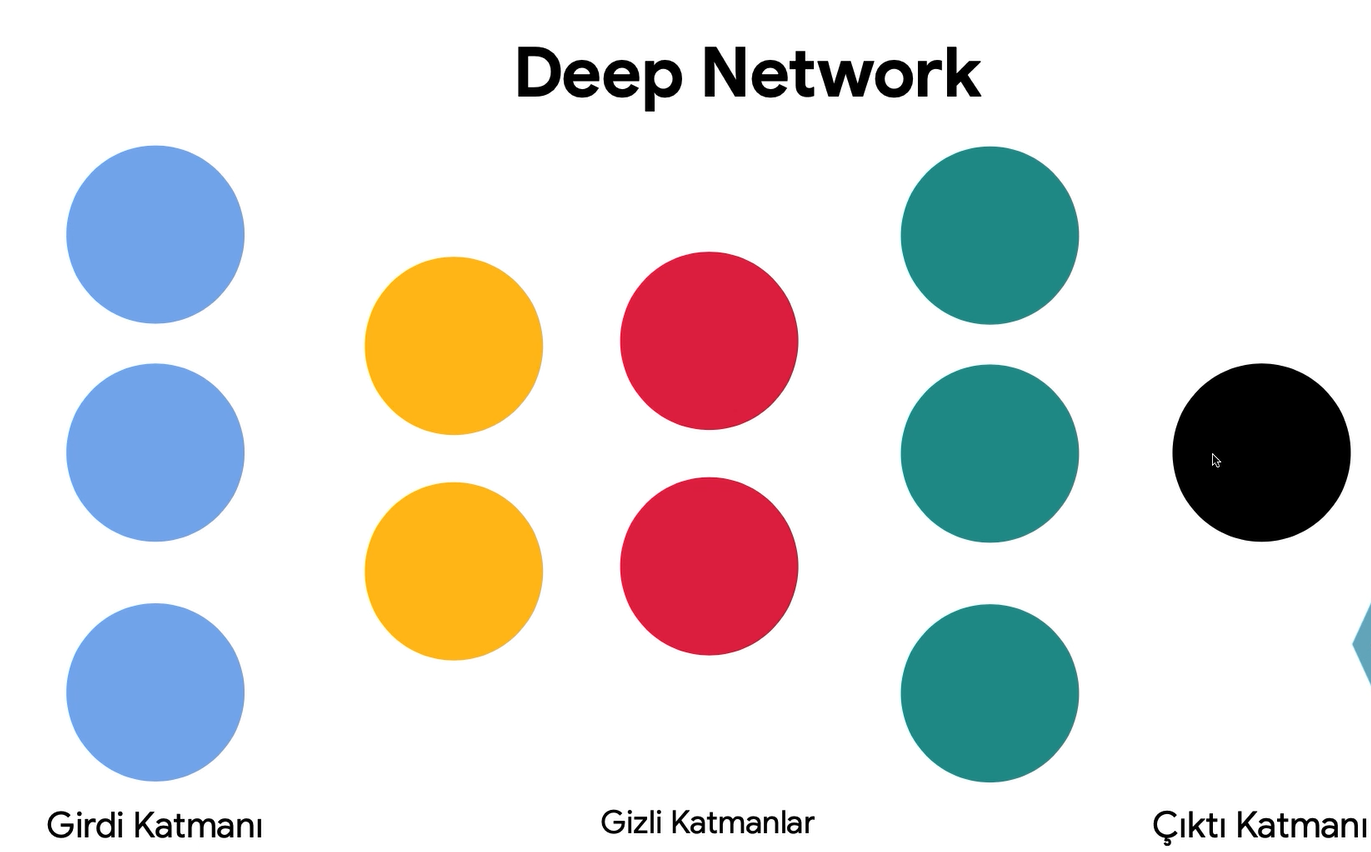 Deep Network
Girdi Katmanı
Gizli Katmanlar
Çıktı Katmanı